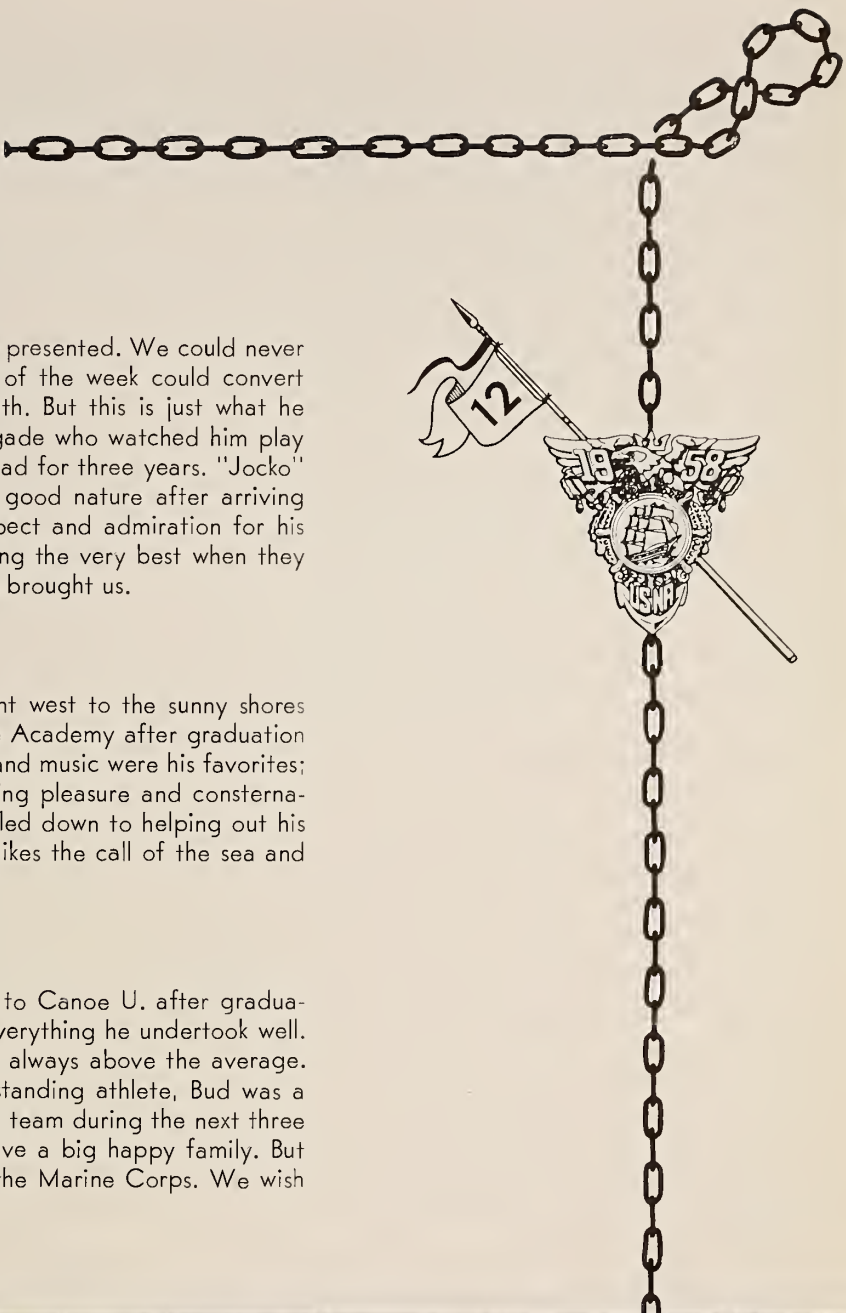 presented. We could never
of the week could convert
th. But this is just what he
gade who watched him play
ad for three years. "Jocko"
good nature after arriving
pect and admiration for his
ng the very best when they
brought us.
nt west to the sunny shores
Academy after graduation
and music were his favorites;
ing pleasure and consterna-
led down to helping out his
ikes the call of the sea and
to Canoe U. after gradua-
verything he undertook well.
always above the average.
standing athlete, Bud was a
team during the next three
ve a big happy family. But
the Marine Corps. We wish
12
19 58
USNA